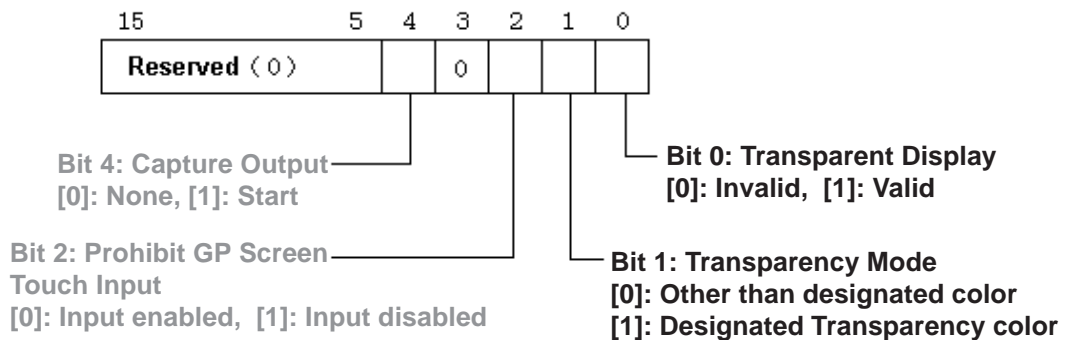 15 5 4 3 2 1 0
Reserved (0) 0
Bit 4: Capture Output
[0]: None, [1]: Start
Bit 0: Transparent Display
[0]: Invalid, [1]: Valid
Bit 2: Prohibit GP Screen
Touch Input
[0]: Input enabled, [1]: Input disabled
Bit 1: Transparency Mode
[0]: Other than designated color
[1]: Designated Transparency color